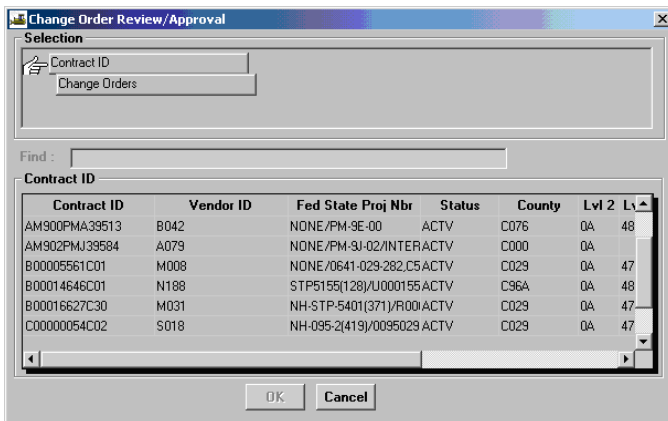 Change Order Review/Approval
Selection
Contract ID
Change Orders
Find :
Contract ID
Contract ID Vendor ID Fed State Proj Nbr Status County Lvl 2 Lv
AM900PMA39513 B042 NONE/PM-9E-00 ACTV C076 0A 48
AM902PMJ39584 A079 NONE/PM-9J-02/INTER ACTV C000 0A
B00005561C01 M008 NONE/0641-029-282,C5 ACTV C029 0A 47
B00014646C01 N188 STP5155(128)/U000155 ACTV C96A 0A 48
B00016627C30 M031 NH-STP-5401(371)/R00 ACTV C029 0A 47
C00000054C02 S018 NH-095-2(419)/0095029 ACTV C029 0A 47
OK Cancel